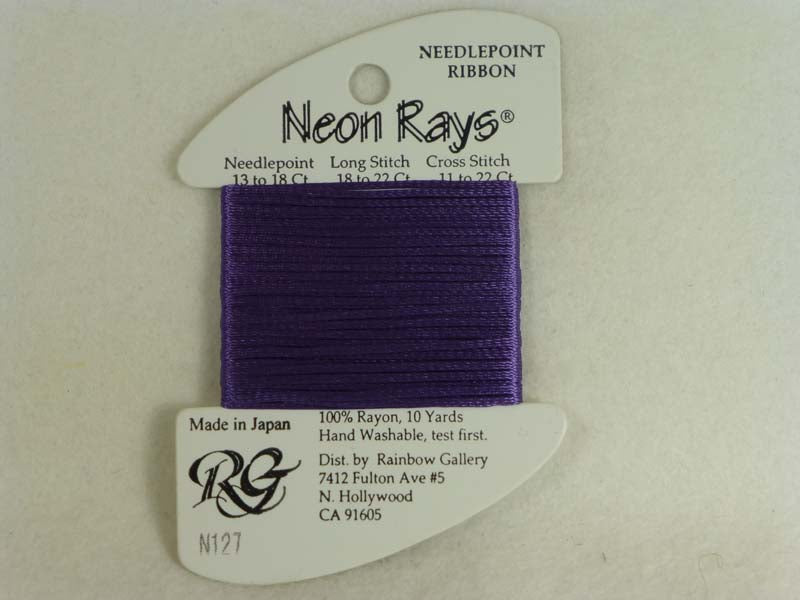 NEEDLEPOINT
RIBBON
Neon Rays®
Needlepoint Long Stitch Cross Stitch
13 to 18 Ct. 18 to 22 Ct. 11 to 22 Ct.
Made in Japan
100% Rayon, 10 Yards
Hand Washable, test first.
RG
Dist. by Rainbow Gallery
7412 Fulton Ave #5
N. Hollywood
CA 91605
N127